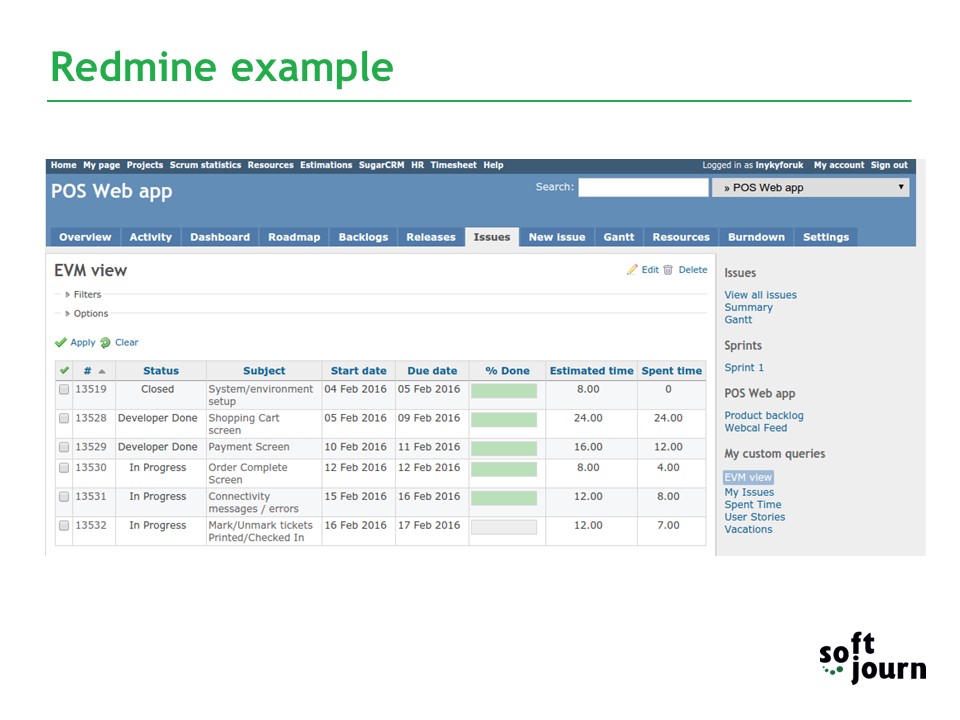 Redmine example
Home My page Projects Scrum statistics Resources Estimations SugarCRM HR Timesheet Help Logged in as lnykyforuk My account Sign out
POS Web app Search: » POS Web app
Overview Activity Dashboard Roadmap Backlogs Releases Issues New issue Gantt Resources Burndown Settings
EVM view Edit Delete
Filters
Options
Apply Clear
# Status Subject Start date Due date % Done Estimated time Spent time
13519 Closed System/environment 04 Feb 2016 05 Feb 2016 8.00 0
setup
13528 Developer Done Shopping Cart 05 Feb 2016 09 Feb 2016 24.00 24.00
screen
13529 Developer Done Payment Screen 10 Feb 2016 11 Feb 2016 16.00 12.00
13530 In Progress Order Complete 12 Feb 2016 12 Feb 2016 8.00 4.00
Screen
13531 In Progress Connectivity 15 Feb 2016 16 Feb 2016 12.00 8.00
messages / errors
13532 In Progress Mark/Unmark tickets 16 Feb 2016 17 Feb 2016 12.00 7.00
Printed/Checked In
Issues
View all issues
Summary
Gantt
Sprints
Sprint 1
POS Web app
Product backlog
Webcal Feed
My custom queries
EVM view
My Issues
Spent Time
User Stories
Vacations
soft
journ